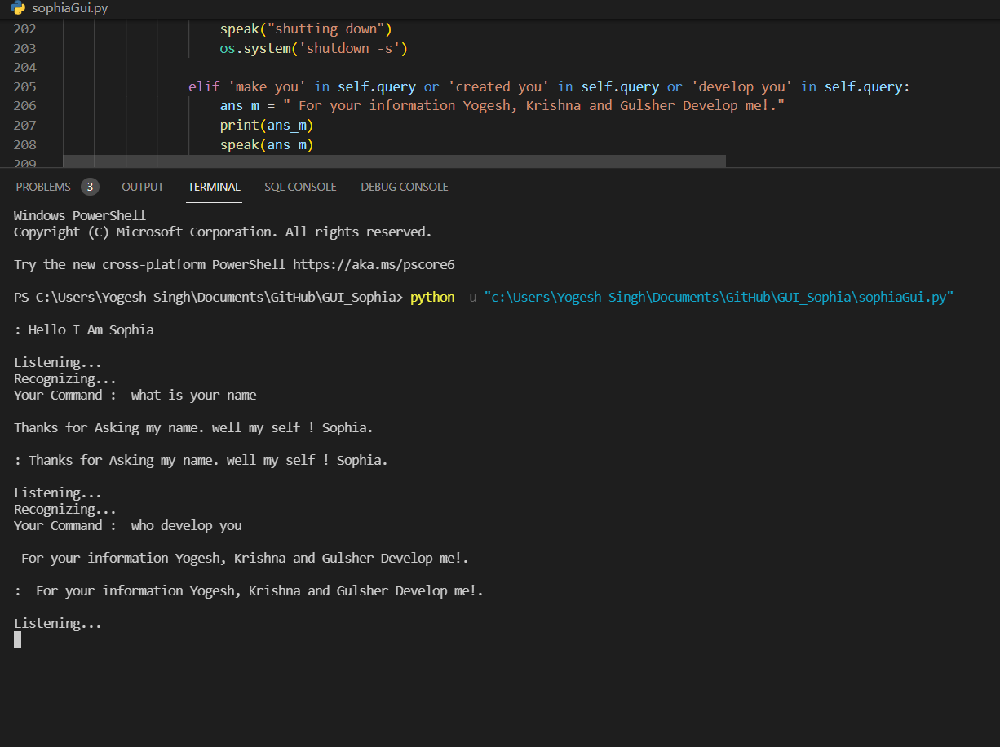 sophiaGui.py
202 speak("shutting down")
203 os.system('shutdown -s')
204
205 elif 'make you' in self.query or 'created you' in self.query or 'develop you' in self.query:
206 ans_m = " For your information Yogesh, Krishna and Gulsher Develop me!."
207 print(ans_m)
208 speak(ans_m)
209
PROBLEMS 3 OUTPUT TERMINAL SQL CONSOLE DEBUG CONSOLE
Windows PowerShell
Copyright (C) Microsoft Corporation. All rights reserved.
Try the new cross-platform PowerShell https://aka.ms/pscore6
PS C:\Users\Yogesh Singh\Documents\GitHub\GUI_Sophia> python -u "c:\Users\Yogesh Singh\Documents\GitHub\GUI_Sophia\sophiaGui.py"
: Hello I Am Sophia
Listening...
Recognizing...
Your Command :  what is your name
Thanks for Asking my name. well my self ! Sophia.
: Thanks for Asking my name. well my self ! Sophia.
Listening...
Recognizing...
Your Command :  who develop you
 For your information Yogesh, Krishna and Gulsher Develop me!.
:  For your information Yogesh, Krishna and Gulsher Develop me!.
Listening...